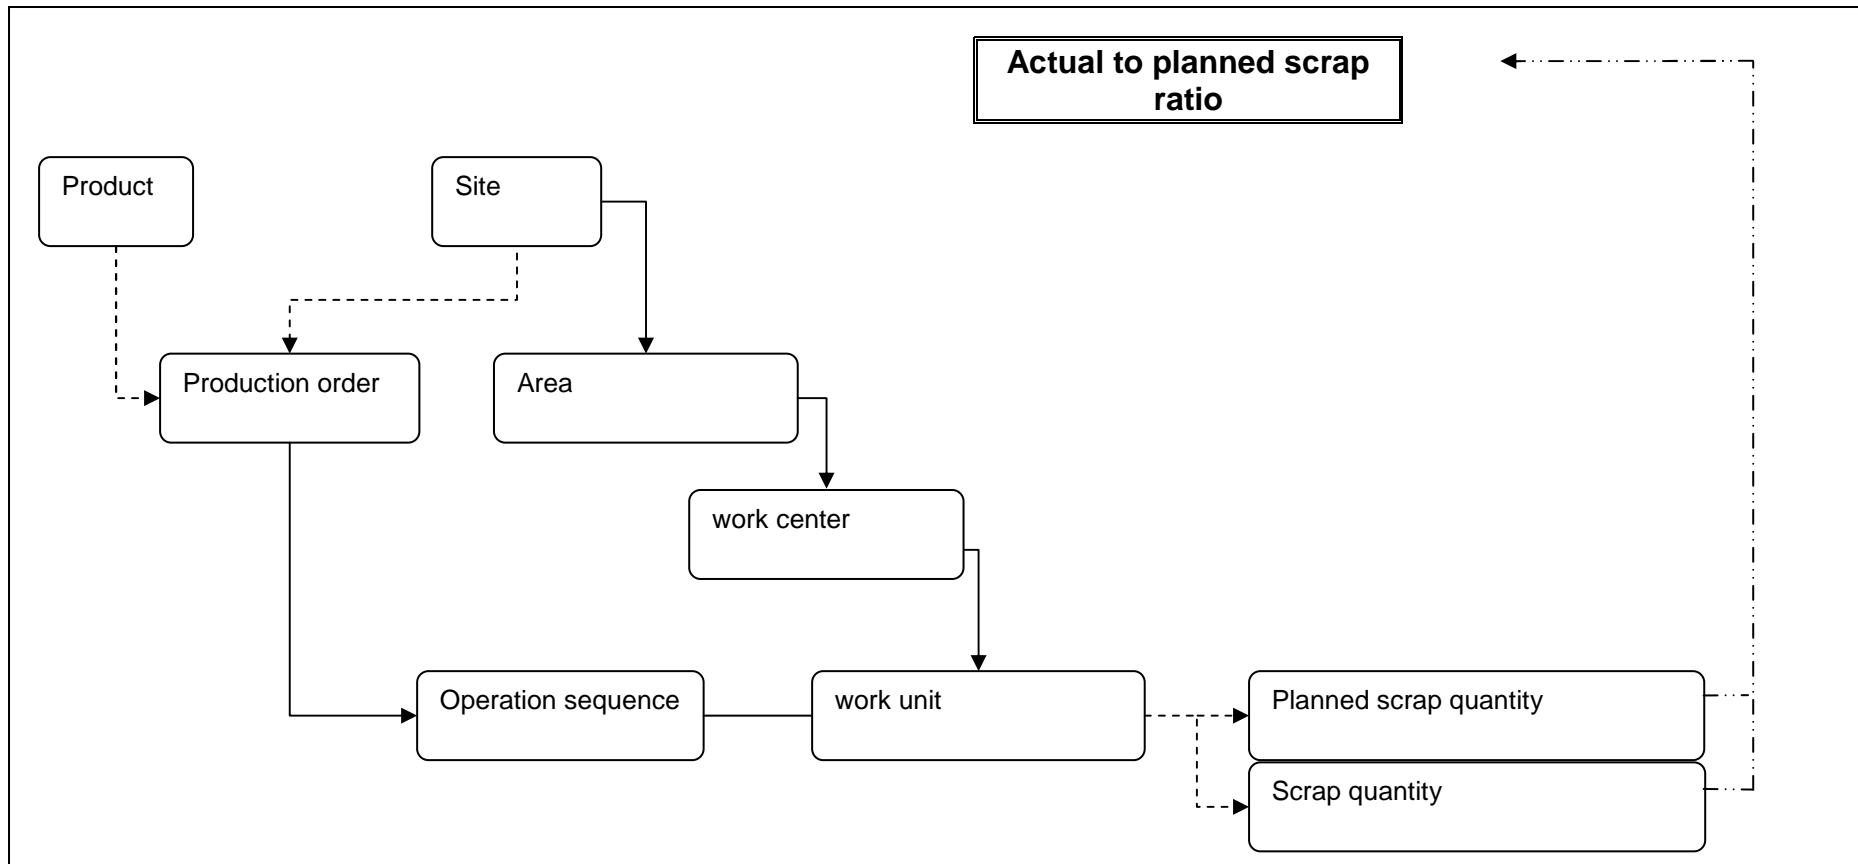 Actual to planned scrap
ratio
Product
Site
Production order
Area
work center
Operation sequence
work unit
Planned scrap quantity
Scrap quantity